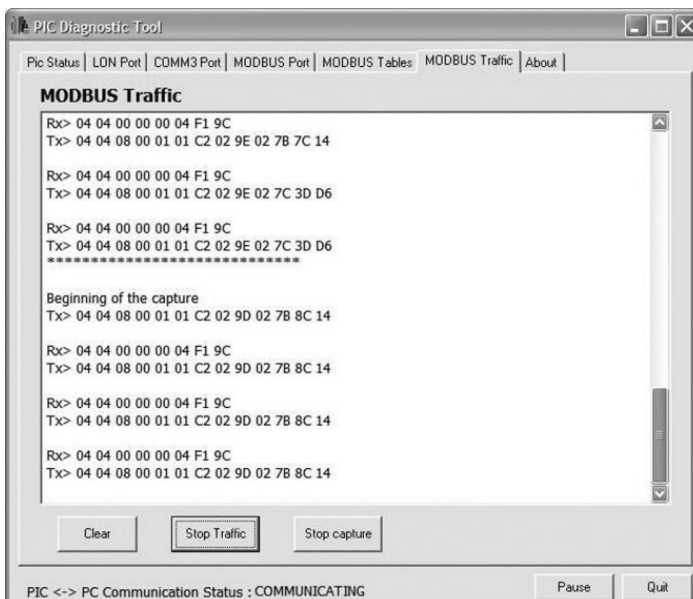 PIC Diagnostic Tool
Pic Status LON Port COMM3 Port MODBUS Port MODBUS Tables MODBUS Traffic About
MODBUS Traffic
Rx> 04 04 00 00 00 04 F1 9C
Tx> 04 04 08 00 01 01 C2 02 9E 02 7B 7C 14
Rx> 04 04 00 00 00 04 F1 9C
Tx> 04 04 08 00 01 01 C2 02 9E 02 7C 3D D6
Rx> 04 04 00 00 00 04 F1 9C
Tx> 04 04 08 00 01 01 C2 02 9E 02 7C 3D D6
*****************************
Beginning of the capture
Tx> 04 04 08 00 01 01 C2 02 9D 02 7B 8C 14
Rx> 04 04 00 00 00 04 F1 9C
Tx> 04 04 08 00 01 01 C2 02 9D 02 7B 8C 14
Rx> 04 04 00 00 00 04 F1 9C
Tx> 04 04 08 00 01 01 C2 02 9D 02 7B 8C 14
Rx> 04 04 00 00 00 04 F1 9C
Tx> 04 04 08 00 01 01 C2 02 9D 02 7B 8C 14
Clear Stop Traffic Stop capture
PIC <-> PC Communication Status : COMMUNICATING Pause Quit